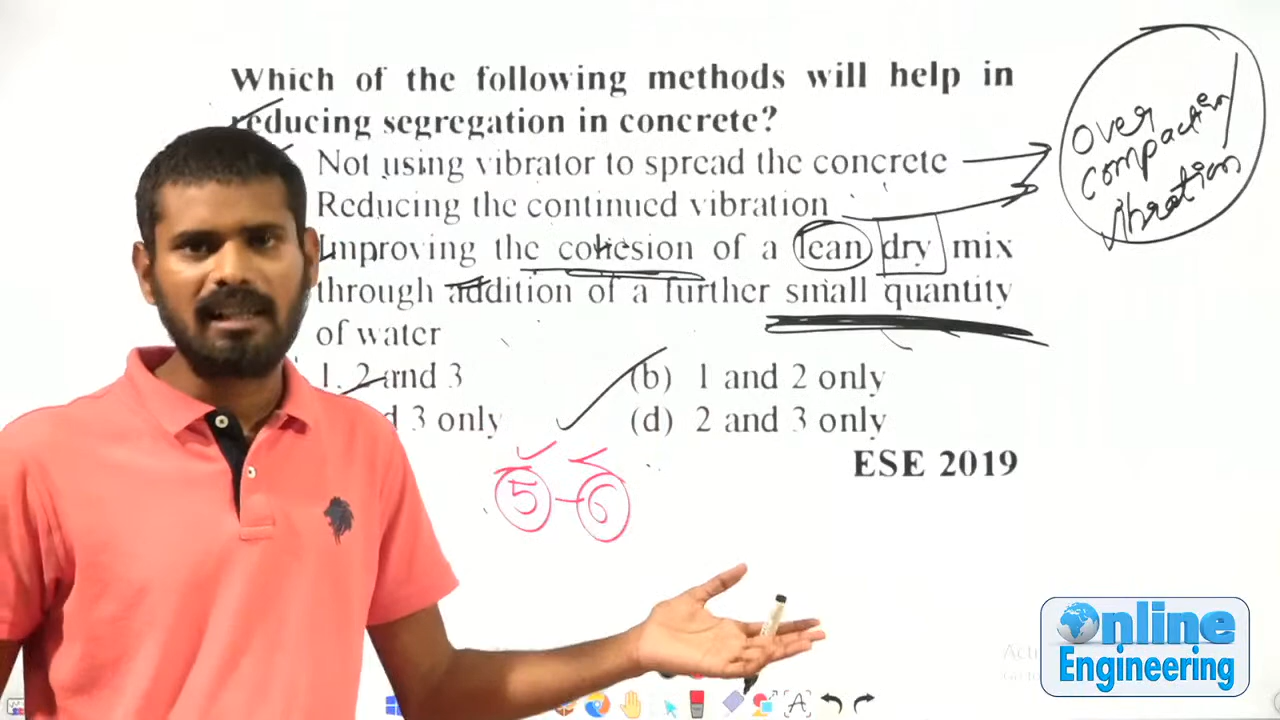 Which of the following methods will help in
reducing segregation in concrete?
Not using vibrator to spread the concrete
Reducing the continued vibration
Improving the cohesion of a lean dry mix
through addition of a further small quantity
of water
1, 2 and 3
(b) 1 and 2 only
3 only
(d) 2 and 3 only
ESE 2019
Over
compaction/
vibration
5 - 6
Online
Engineering